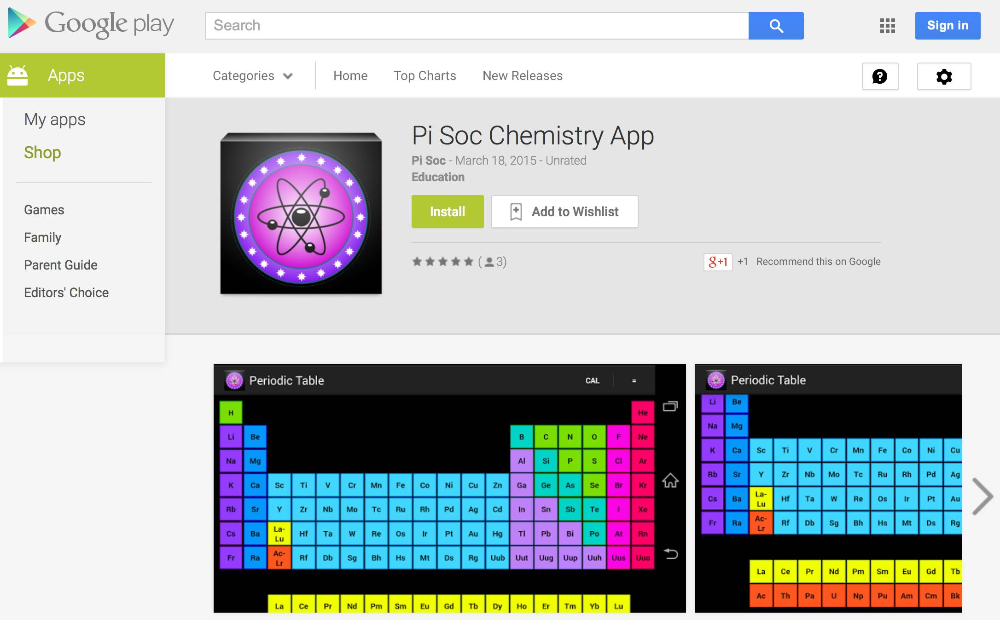 Google play
Search
Sign in
Apps
Categories
Home
Top Charts
New Releases
My apps
Shop
Games
Family
Parent Guide
Editors' Choice
Pi Soc Chemistry App
Pi Soc - March 18, 2015 - Unrated
Education
Install
Add to Wishlist
(3)
g+1 +1 Recommend this on Google
Periodic Table CAL =
H He
Li Be B C N O F Ne
Na Mg Al Si P S Cl Ar
K Ca Sc Ti V Cr Mn Fe Co Ni Cu Zn Ga Ge As Se Br Kr
Rb Sr Y Zr Nb Mo Tc Ru Rh Pd Ag Cd In Sn Sb Te I Xe
Cs Ba La-Lu Hf Ta W Re Os Ir Pt Au Hg Tl Pb Bi Po At Rn
Fr Ra Ac-Lr Rf Db Sg Bh Hs Mt Ds Rg Uub Uut Uug Uup Uuh Uus Uuo
La Ce Pr Nd Pm Sm Eu Gd Tb Dy Ho Er Tm Yb Lu
Periodic Table
Li Be
Na Mg
K Ca Sc Ti V Cr Mn Fe Co Ni Cu
Rb Sr Y Zr Nb Mo Tc Ru Rh Pd Ag
Cs Ba La-Lu Hf Ta W Re Os Ir Pt Au
Fr Ra Ac-Lr Rf Db Sg Bh Hs Mt Ds Rg
La Ce Pr Nd Pm Sm Eu Gd Tb
Ac Th Pa U Np Pu Am Cm Bk